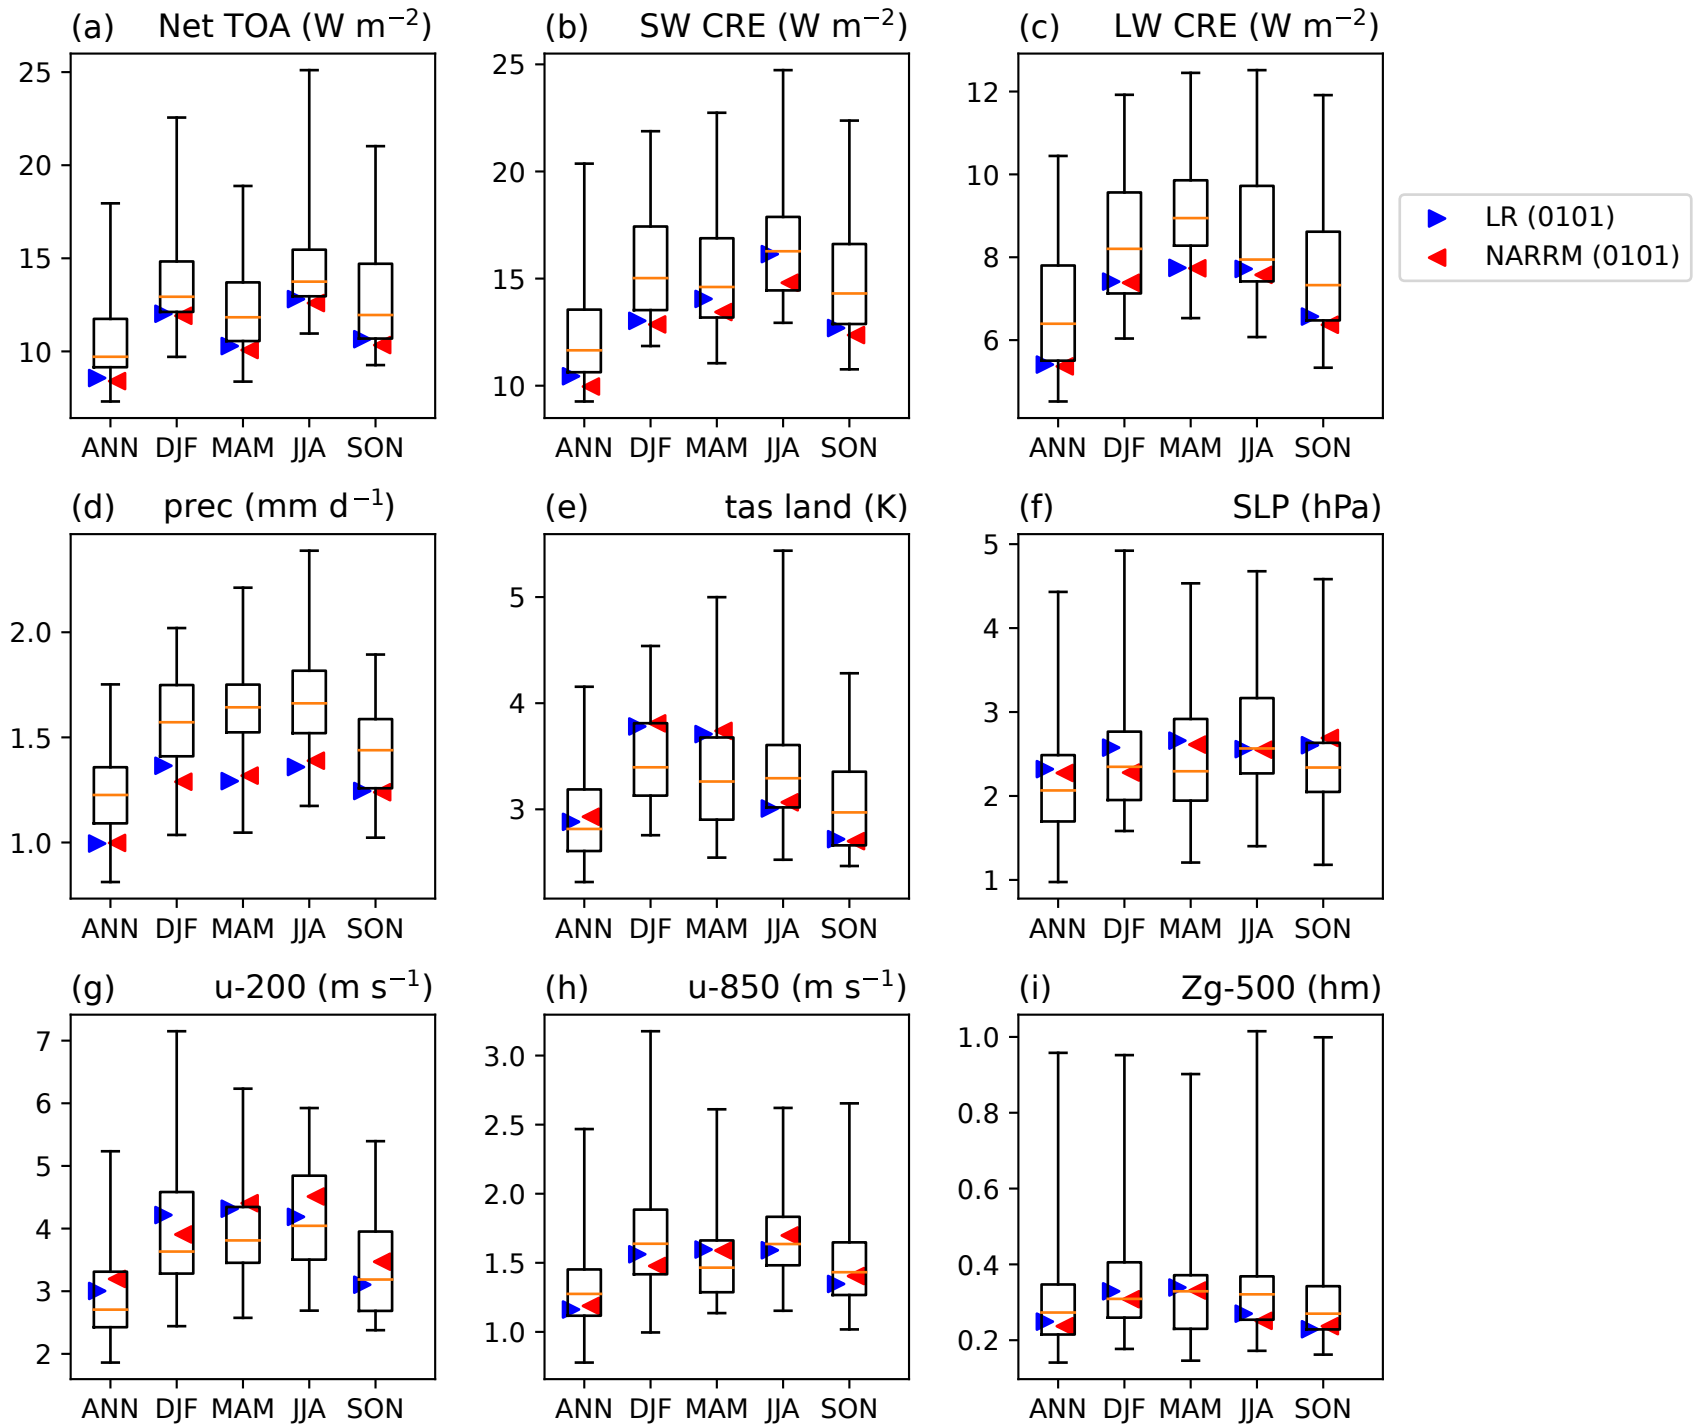 (a) Net TOA (W m⁻²)
25
20
15
10
ANN DJF MAM JJA SON
(b) SW CRE (W m⁻²)
25
20
15
10
ANN DJF MAM JJA SON
(c) LW CRE (W m⁻²)
12
10
8
6
ANN DJF MAM JJA SON
LR (0101)
NARRM (0101)
(d) prec (mm d⁻¹)
2.0
1.5
1.0
ANN DJF MAM JJA SON
(e) tas land (K)
5
4
3
ANN DJF MAM JJA SON
(f) SLP (hPa)
5
4
3
2
1
ANN DJF MAM JJA SON
(g) u-200 (m s⁻¹)
7
6
5
4
3
2
ANN DJF MAM JJA SON
(h) u-850 (m s⁻¹)
3.0
2.5
2.0
1.5
1.0
ANN DJF MAM JJA SON
(i) Zg-500 (hm)
1.0
0.8
0.6
0.4
0.2
ANN DJF MAM JJA SON